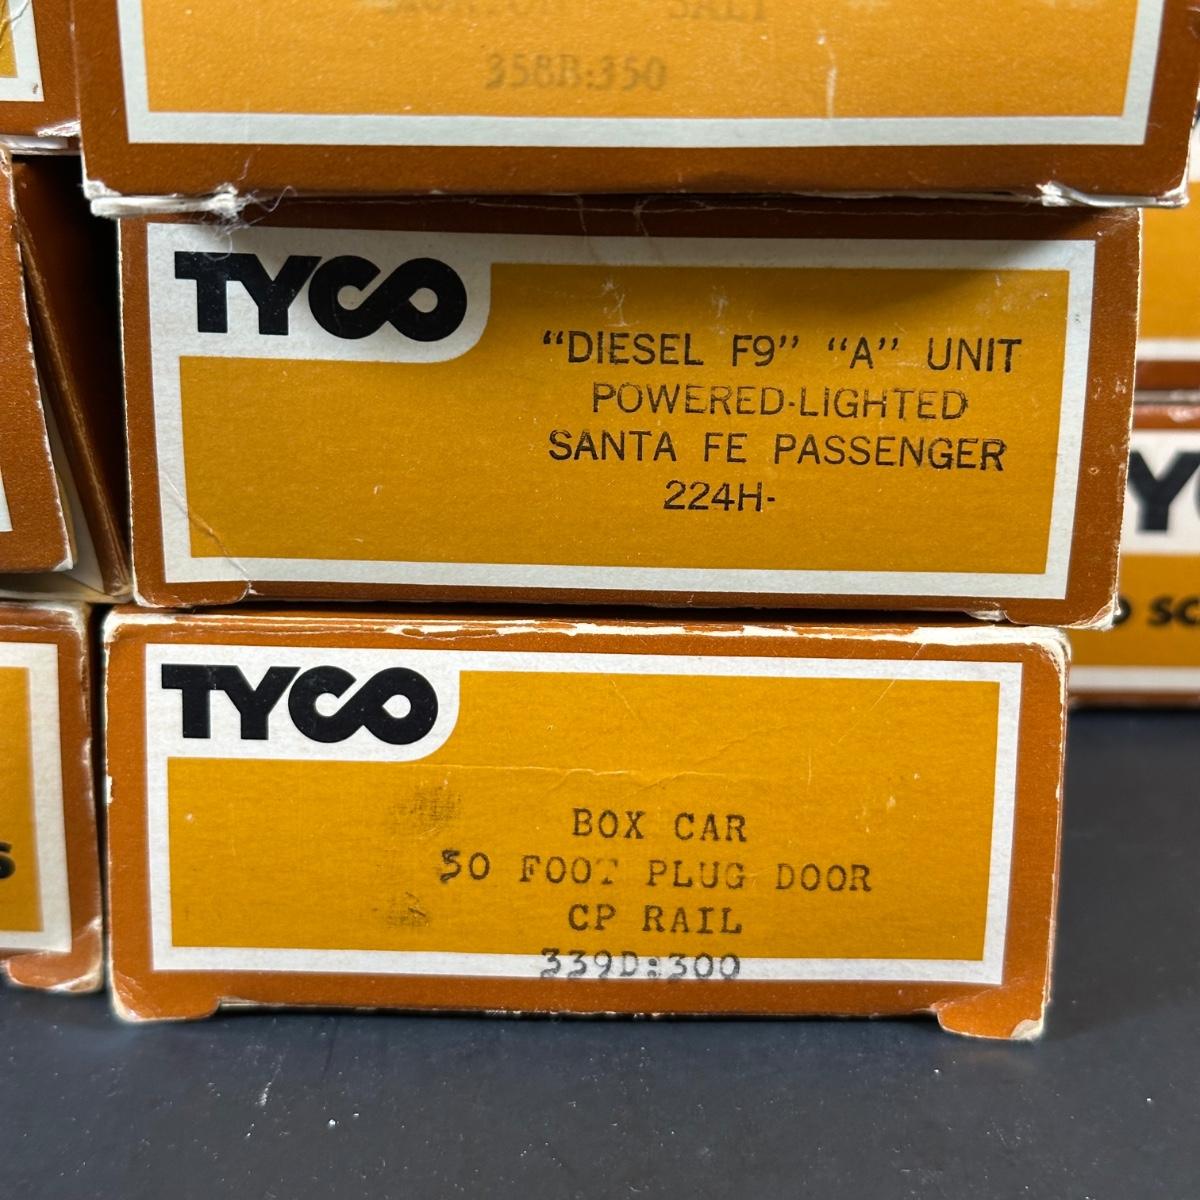 SALT
358B:350
TYCO
"DIESEL F9" "A" UNIT
POWERED-LIGHTED
SANTA FE PASSENGER
224H-
TYCO
BOX CAR
50 FOOT PLUG DOOR
CP RAIL
339D:300